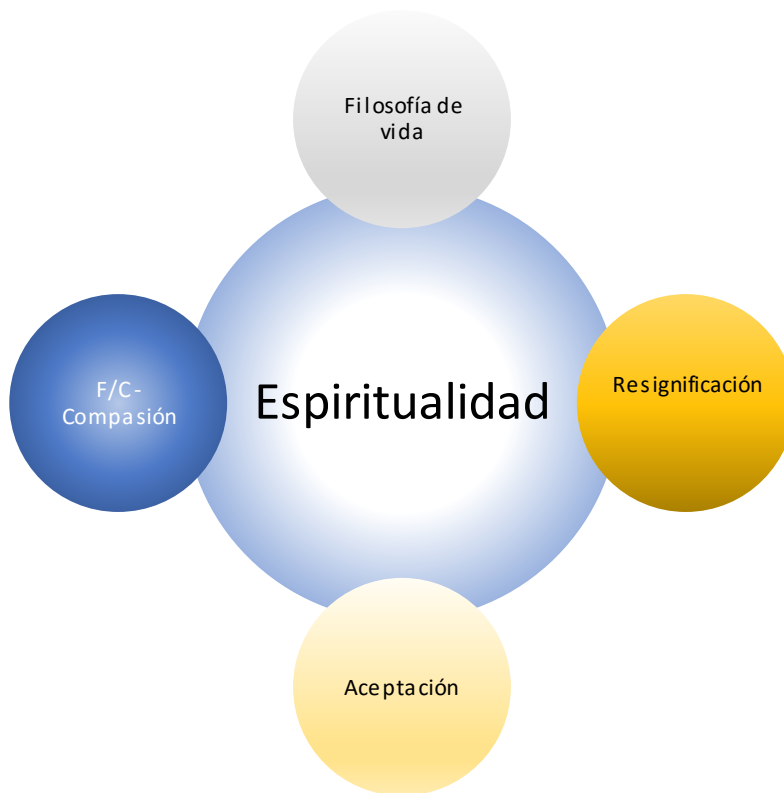 Filosofía de
vida
F/C-
Compasión
Espiritualidad
Resignificación
Aceptación